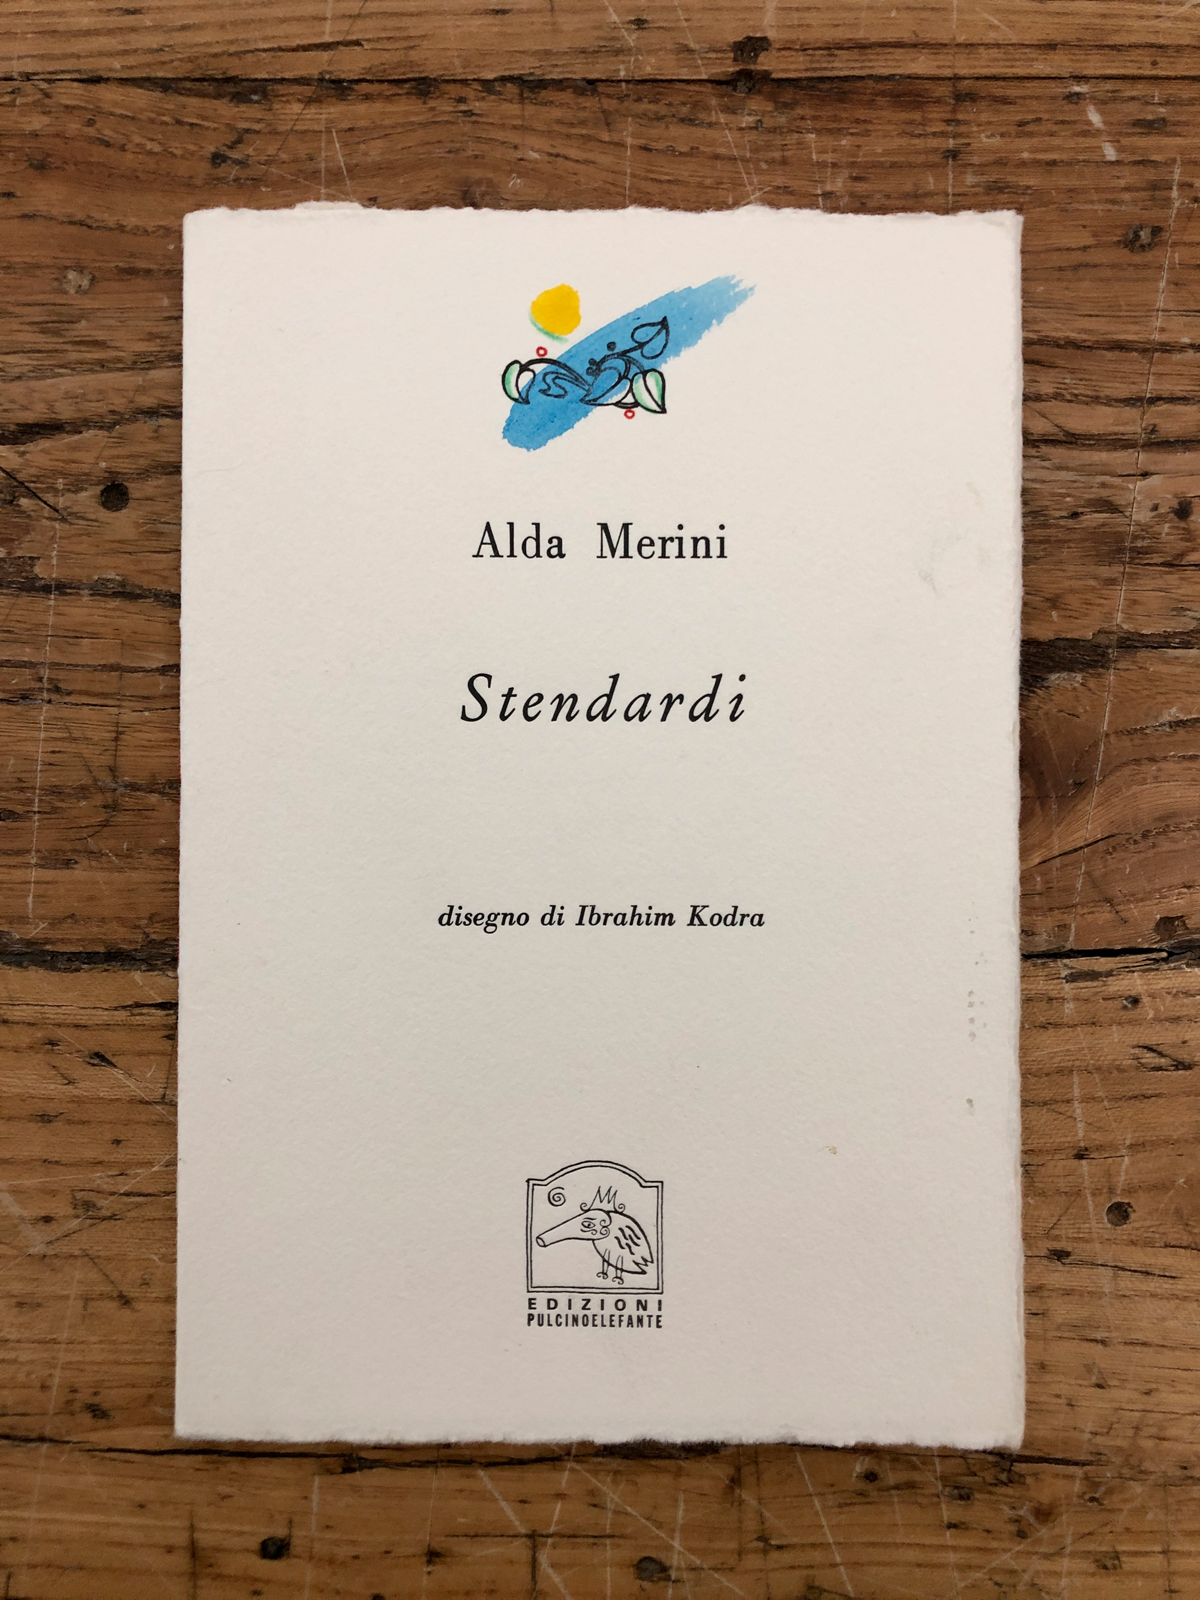 Alda Merini
Stendardi
disegno di Ibrahim Kodra
EDIZIONI
PULCINOELEFANTE